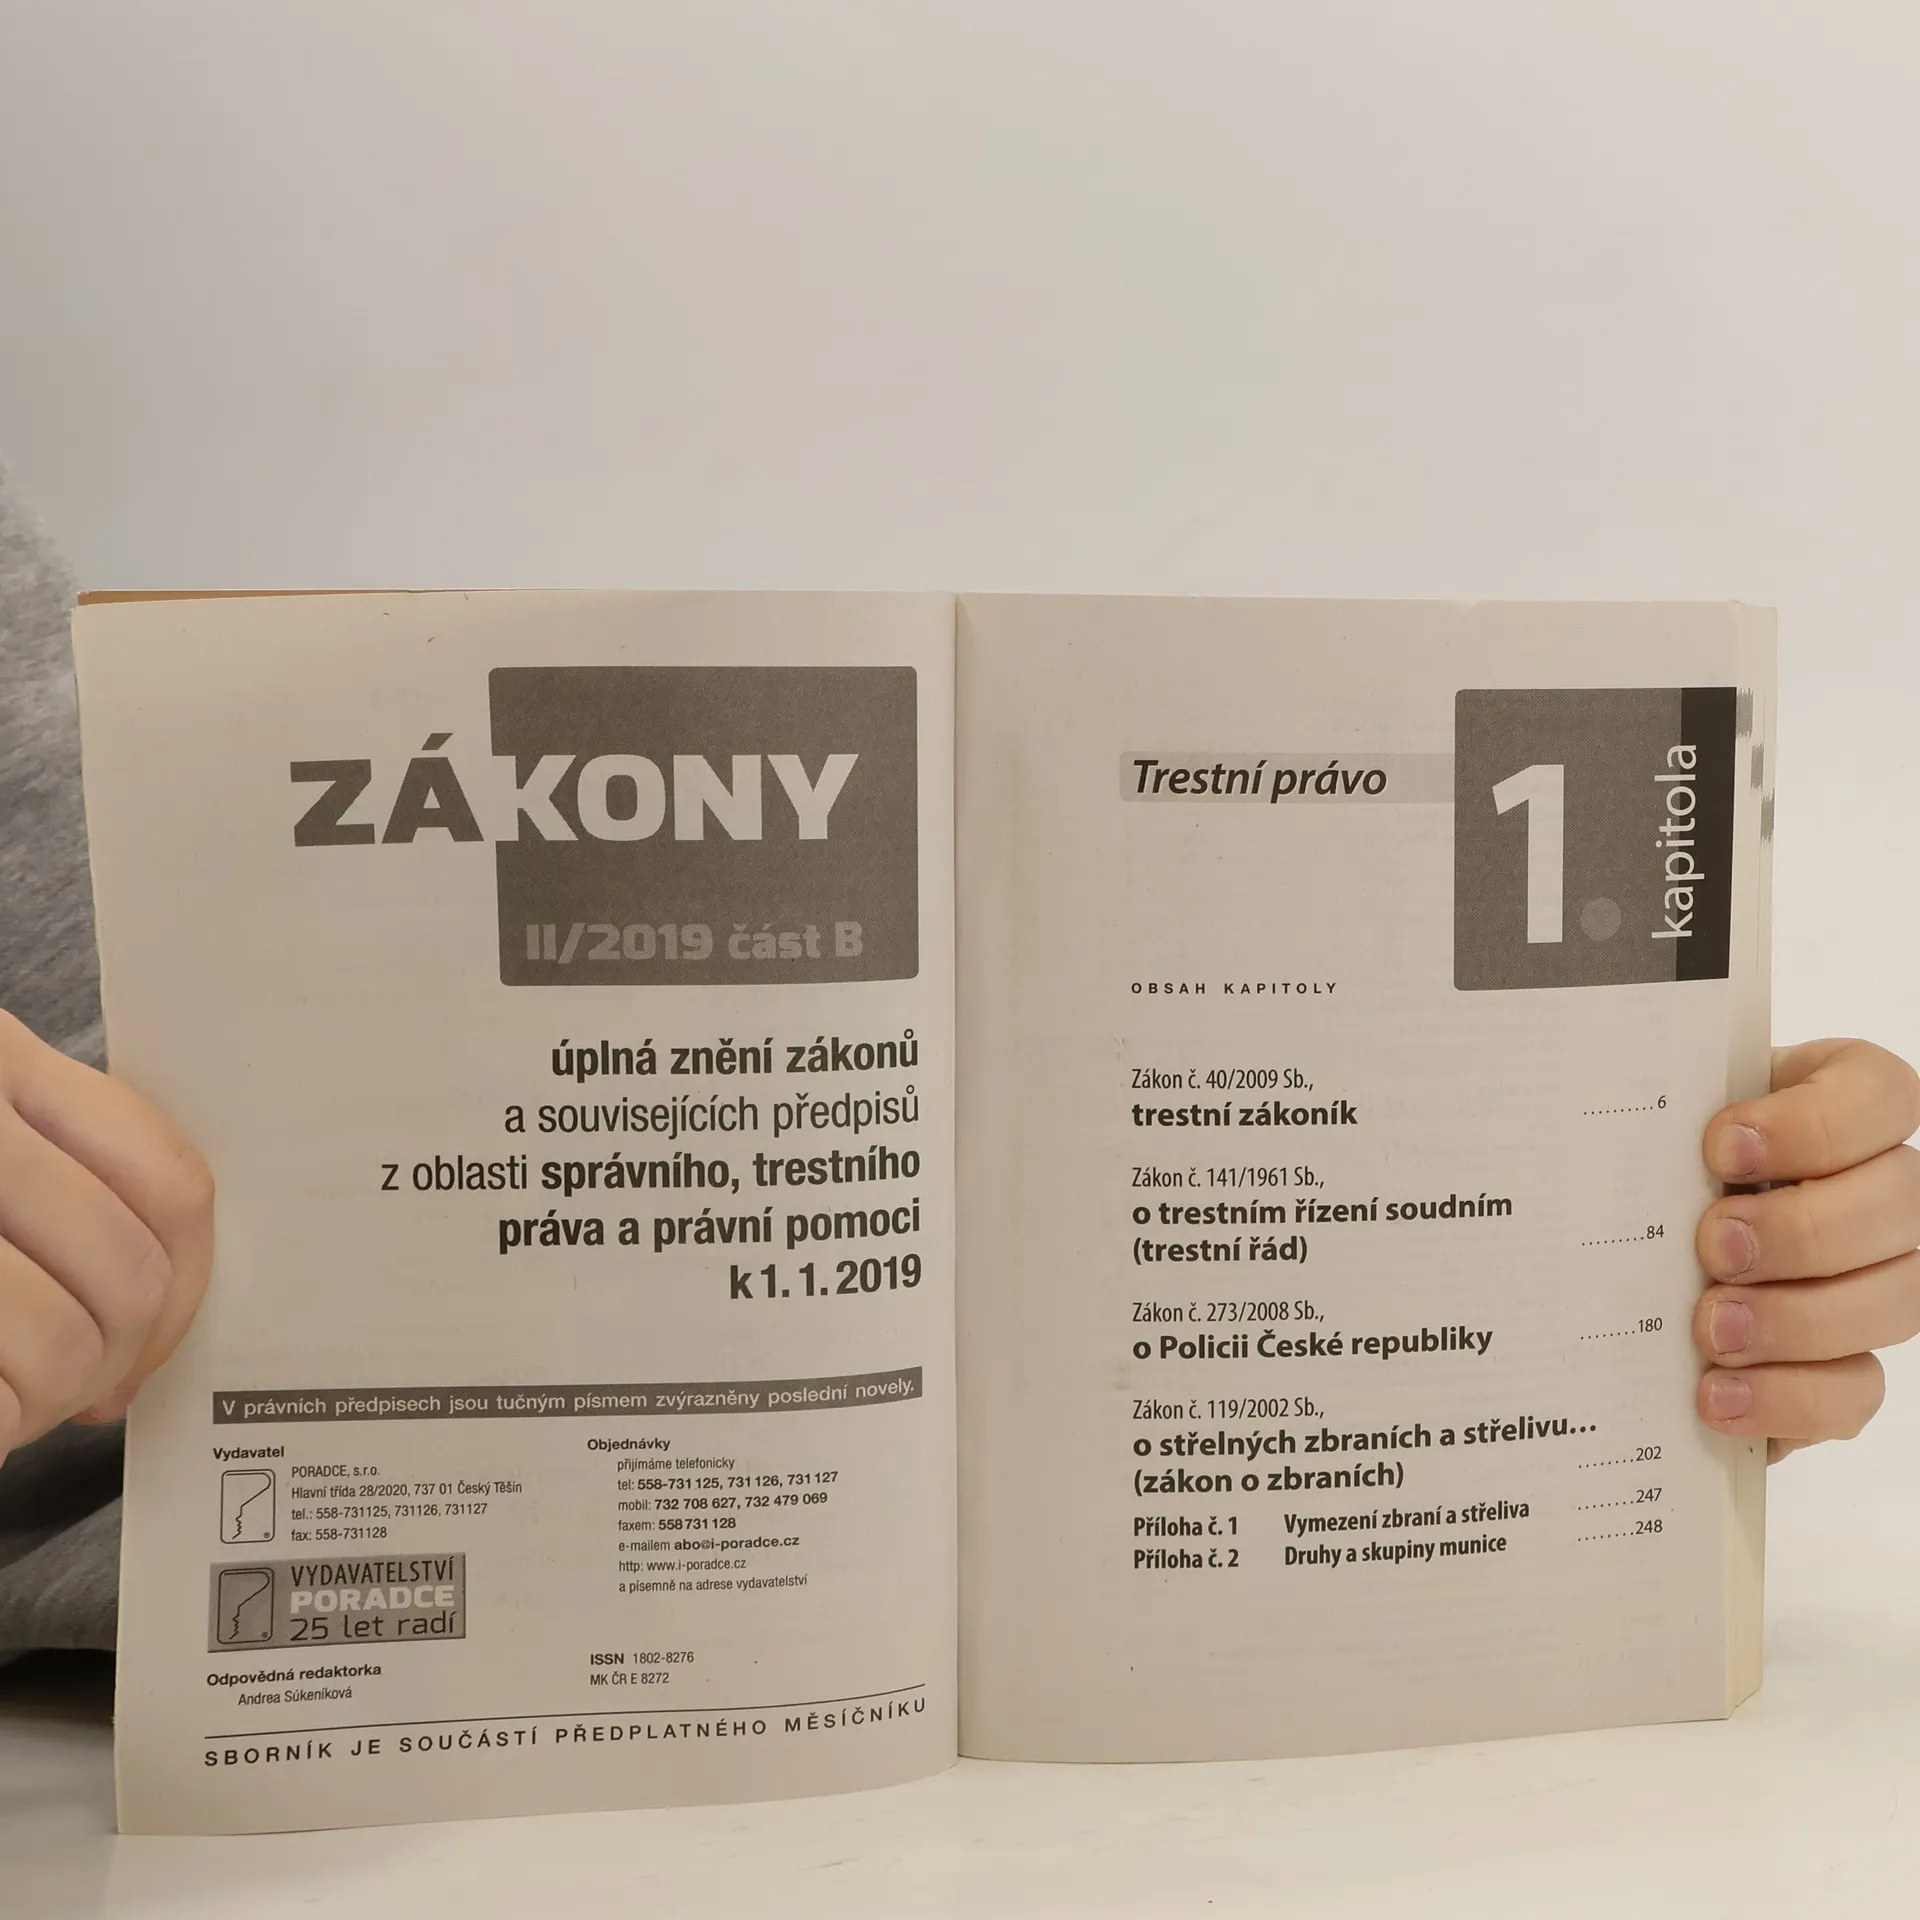 ZÁKONY
II/2019 část B
úplná znění zákonů
a souvisejících předpisů
z oblasti správního, trestního
práva a právní pomoci
k 1. 1. 2019
V právních předpisech jsou tučným písmem zvýrazněny poslední novely.
Vydavatel
PORADCE, s.r.o.
Hlavní třída 28/2020, 737 01 Český Těšín
tel.: 558-731125, 731126, 731127
fax: 558-731128
VYDAVATELSTVÍ
PORADCE
25 let radí
Odpovědná redaktorka
Andrea Súkeníková
Objednávky
přijímáme telefonicky
tel: 558-731 125, 731 126, 731 127
mobil: 732 708 627, 732 479 069
faxem: 558 731 128
e-mailem abo@i-poradce.cz
http: www.i-poradce.cz
a písemně na adrese vydavatelství
ISSN 1802-8276
MK ČR E 8272
SBORNÍK JE SOUČÁSTÍ PŘEDPLATNÉHO MĚSÍČNÍKU
Trestní právo
1.
kapitola
OBSAH KAPITOLY
Zákon č. 40/2009 Sb.,
trestní zákoník ..........6
Zákon č. 141/1961 Sb.,
o trestním řízení soudním
(trestní řád) .........84
Zákon č. 273/2008 Sb.,
o Policii České republiky ........180
Zákon č. 119/2002 Sb.,
o střelných zbraních a střelivu...
(zákon o zbraních) ........202
Příloha č. 1 Vymezení zbraní a střeliva ........247
Příloha č. 2 Druhy a skupiny munice ........248